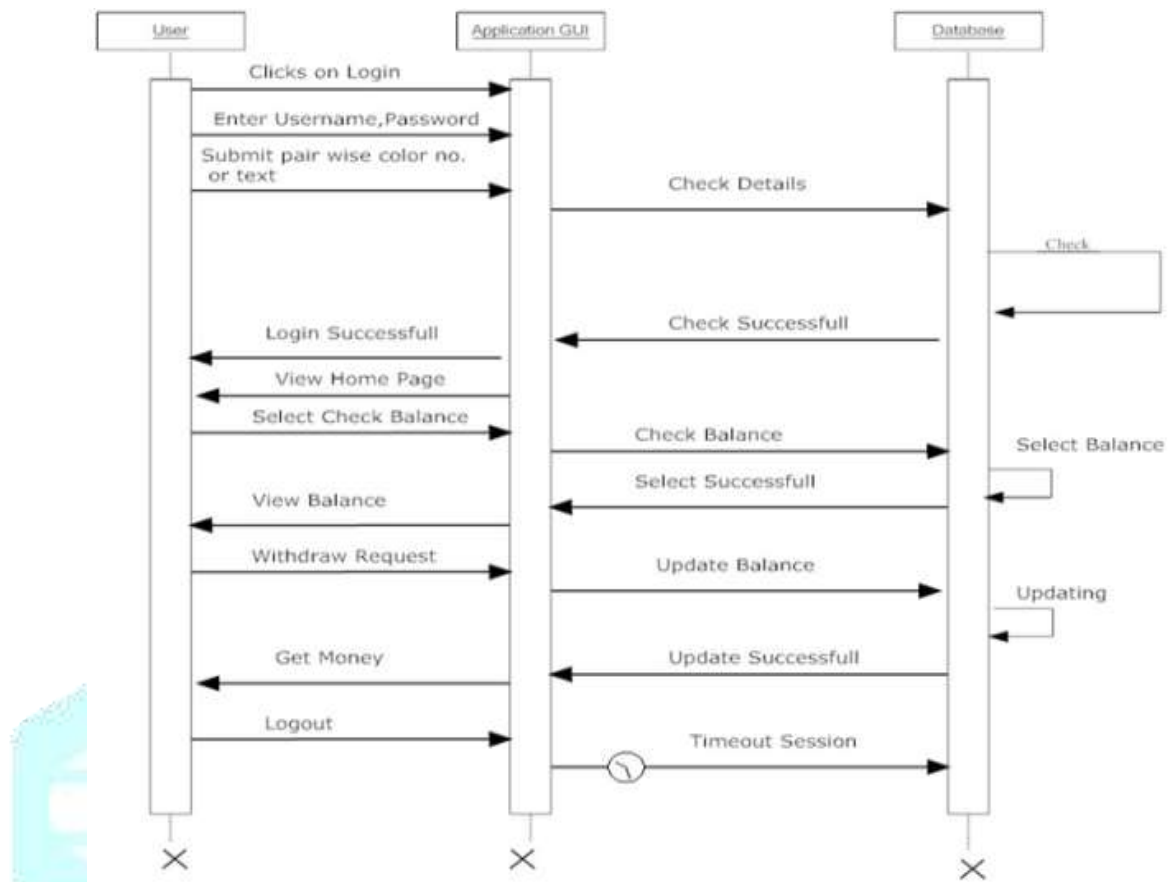 User
Application GUI
Database
Clicks on Login
Enter Username,Password
Submit pair wise color no.
or text
Check Details
Check
Check Successfull
Login Successfull
View Home Page
Select Check Balance
Check Balance
Select Balance
Select Successfull
View Balance
Withdraw Request
Update Balance
Updating
Get Money
Update Successfull
Logout
Timeout Session